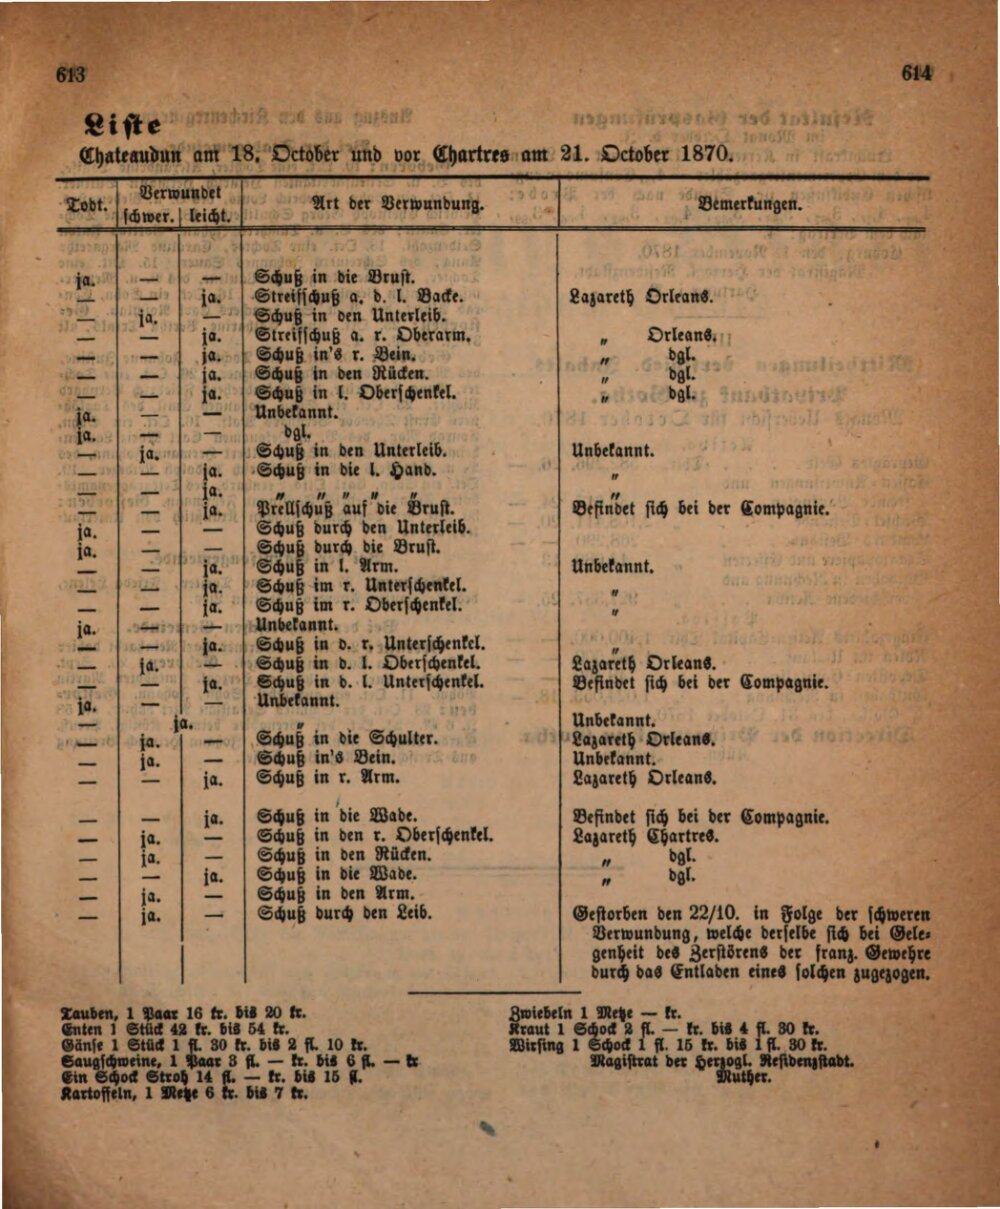 613
614
Liste
Chateaudun am 18. October und vor Chartres am 21. October 1870.
Todt. Verwundet Art der Verwundung. Bemerkungen.
schwer. leicht.
ja. — — Schuß in die Brust.
— — ja. Streifschuß a. d. l. Backe. Lazareth Orleans.
— ja. — Schuß in den Unterleib.
— — ja. Streifschuß a. r. Oberarm. „ Orleans.
— — ja. Schuß in's r. Bein. „ dgl.
— — ja. Schuß in den Rücken. „ dgl.
— — ja. Schuß in l. Oberschenkel. „ dgl.
ja. — — Unbekannt.
ja. — — dgl.
— ja. — Schuß in den Unterleib. Unbekannt.
— — ja. Schuß in die l. Hand. „
— — ja. „ „ „ „ „ „
— — ja. Prellschuß auf die Brust. Befindet sich bei der Compagnie.
ja. — — Schuß durch den Unterleib.
ja. — — Schuß durch die Brust.
— — ja. Schuß in l. Arm. Unbekannt.
— — ja. Schuß im r. Unterschenkel. „
— — ja. Schuß im r. Oberschenkel. „
ja. — — Unbekannt.
— — ja. Schuß in d. r. Unterschenkel. „
— ja. — Schuß in d. l. Oberschenkel. Lazareth Orleans.
— — ja. Schuß in d. l. Unterschenkel. Befindet sich bei der Compagnie.
ja. — — Unbekannt.
— ja. „ Unbekannt.
— ja. — Schuß in die Schulter. Lazareth Orleans.
— ja. — Schuß in's Bein. Unbekannt.
— — ja. Schuß in r. Arm. Lazareth Orleans.
— — ja. Schuß in die Wade. Befindet sich bei der Compagnie.
— ja. — Schuß in den r. Oberschenkel. Lazareth Chartres.
— ja. — Schuß in den Rücken. „ dgl.
— — ja. Schuß in die Wade. „ dgl.
— ja. — Schuß in den Arm.
— ja. — Schuß durch den Leib. Gestorben den 22/10. in Folge der schweren
Verwundung, welche derselbe sich bei Gele-
genheit des Zerstörens der franz. Gewehre
durch das Entladen eines solchen zugezogen.
Tauben, 1 Paar 16 kr. bis 20 kr.
Enten 1 Stück 42 kr. bis 54 kr.
Gänse 1 Stück 1 fl. 30 kr. bis 2 fl. 10 kr.
Saugschweine, 1 Paar 3 fl. — kr. bis 6 fl. — kr
Ein Schock Stroh 14 fl. — kr. bis 15 fl.
Kartoffeln, 1 Metze 6 kr. bis 7 kr.
Zwiebeln 1 Metze — kr.
Kraut 1 Schock 2 fl. — kr. bis 4 fl. 30 kr.
Wirsing 1 Schock 1 fl. 15 kr. bis 1 fl. 30 kr.
Magistrat der Herzogl. Residenzstadt.
Muther.